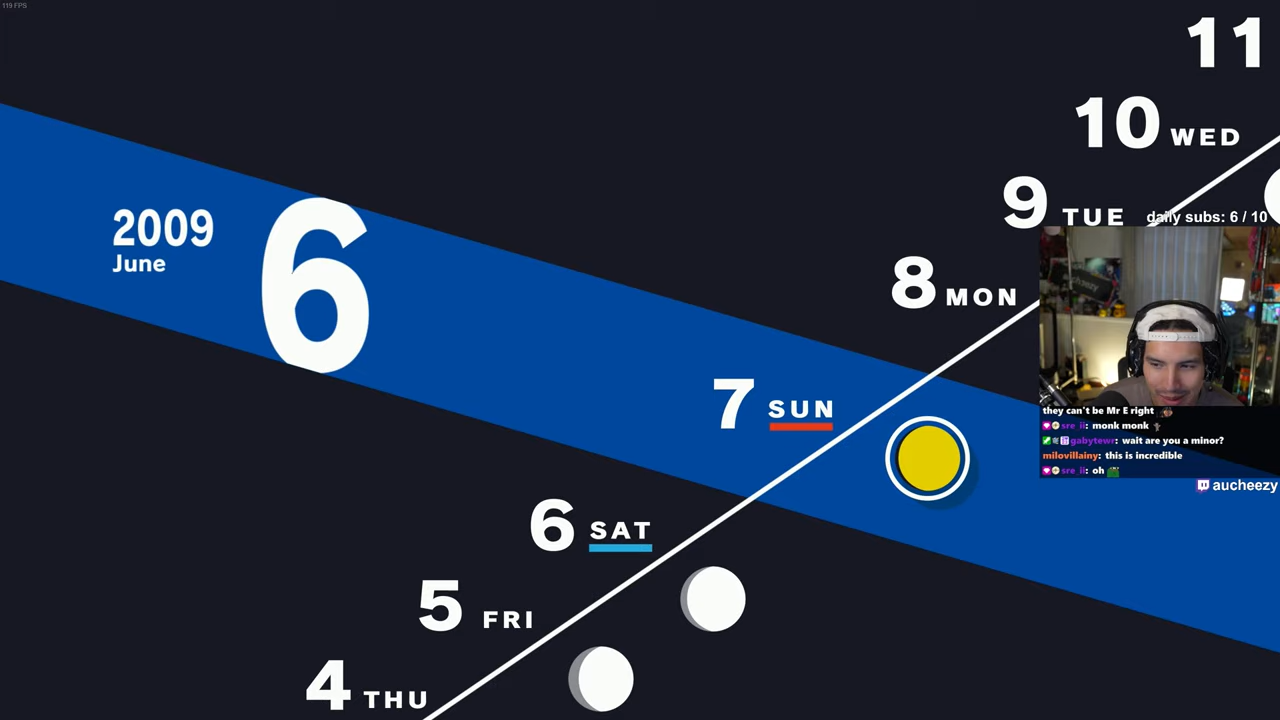 119 FPS
11
10 WED
9 TUE
8 MON
7 SUN
6 SAT
5 FRI
4 THU
2009
June
6
daily subs: 6 / 10
they can't be Mr E right
sre_ii: monk monk
gabytewr: wait are you a minor?
milovillainy: this is incredible
sre_ii: oh
aucheezy